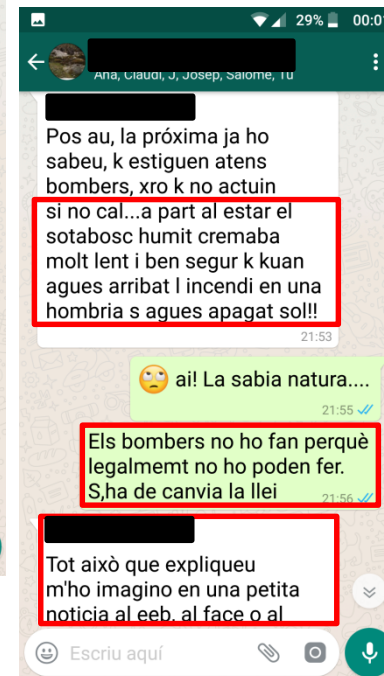 29% 00:0
Ana, Claudi, J, Josep, Salome, Tu
Pos au, la próxima ja ho
sabeu, k estiguen atens
bombers, xro k no actuin
si no cal...a part al estar el
sotabosc humit cremaba
molt lent i ben segur k kuan
agues arribat l incendi en una
hombria s agues apagat sol!!
21:53
🙄 ai! La sabia natura....
21:55
Els bombers no ho fan perquè
legalmemt no ho poden fer.
S,ha de canvia la llei
21:56
Tot això que expliqueu
m'ho imagino en una petita
noticia al eeb, al face o al
Escriu aquí